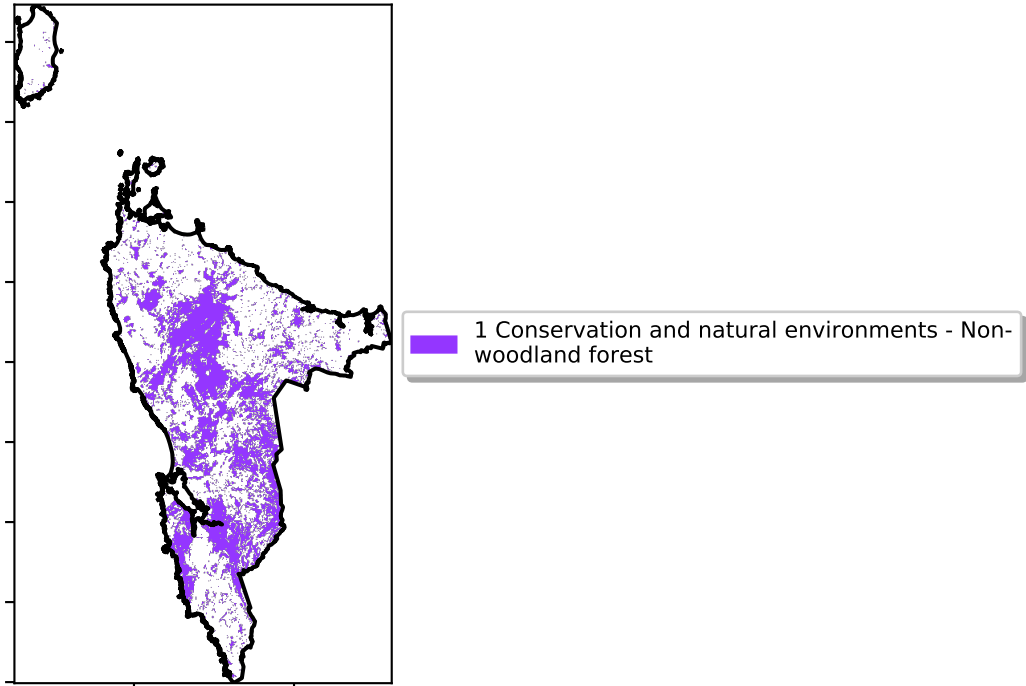 1 Conservation and natural environments - Non-
woodland forest